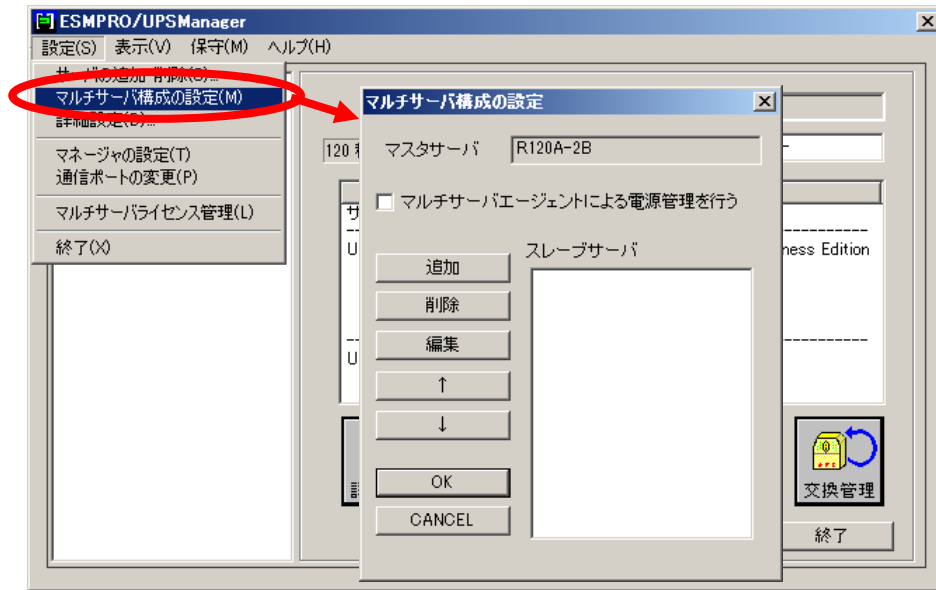 ESMPRO/UPSManager
設定(S) 表示(V) 保守(M) ヘルプ(H)
マルチサーバ構成の設定(M)
詳細設定(D)...
マネージャの設定(T)
通信ポートの変更(P)
マルチサーバライセンス管理(L)
終了(X)
120
サ
U
ness Edition
U
交換管理
終了
マルチサーバ構成の設定
マスタサーバ R120A-2B
マルチサーバエージェントによる電源管理を行う
スレーブサーバ
追加
削除
編集
↑
↓
OK
CANCEL